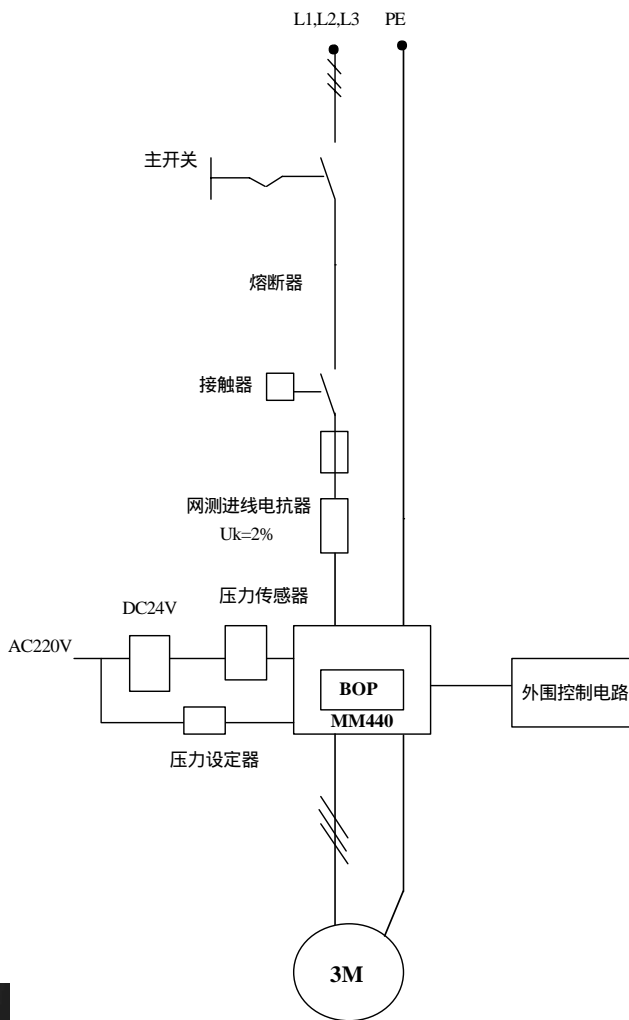 L1,L2,L3 PE
主开关
熔断器
接触器
网测进线电抗器
Uk=2%
压力传感器
DC24V
AC220V
BOP
MM440
外围控制电路
压力设定器
3M